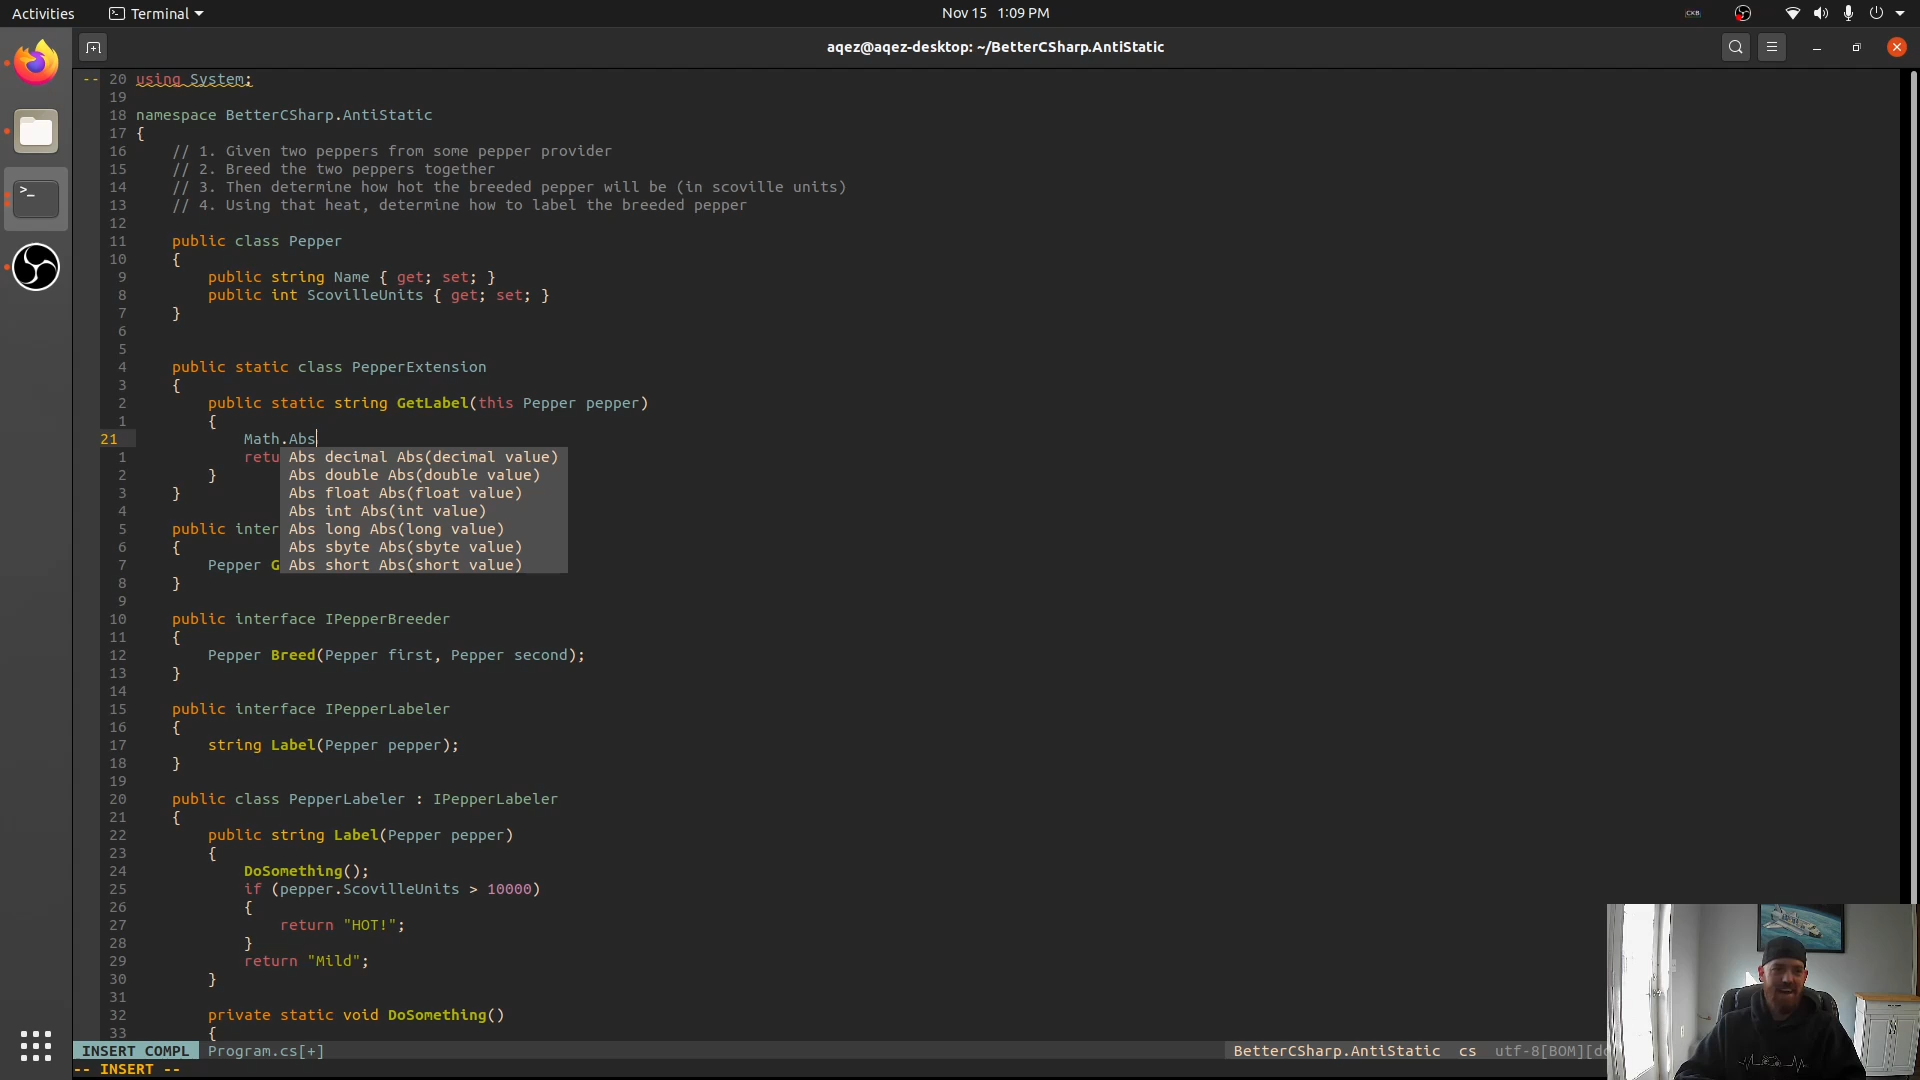 Activities
Terminal
Nov 15 1:09 PM
CKB
aqez@aqez-desktop: ~/BetterCSharp.AntiStatic
-- 20 using System;
19
18 namespace BetterCSharp.AntiStatic
17 {
16 // 1. Given two peppers from some pepper provider
15 // 2. Breed the two peppers together
14 // 3. Then determine how hot the breeded pepper will be (in scoville units)
13 // 4. Using that heat, determine how to label the breeded pepper
12
11 public class Pepper
10 {
9 public string Name { get; set; }
8 public int ScovilleUnits { get; set; }
7 }
6
5
4 public static class PepperExtension
3 {
2 public static string GetLabel(this Pepper pepper)
1 {
21 Math.Abs
1 retu Abs decimal Abs(decimal value)
2 } Abs double Abs(double value)
3 } Abs float Abs(float value)
4 Abs int Abs(int value)
5 public inter Abs long Abs(long value)
6 { Abs sbyte Abs(sbyte value)
7 Pepper G Abs short Abs(short value)
8 }
9
10 public interface IPepperBreeder
11 {
12 Pepper Breed(Pepper first, Pepper second);
13 }
14
15 public interface IPepperLabeler
16 {
17 string Label(Pepper pepper);
18 }
19
20 public class PepperLabeler : IPepperLabeler
21 {
22 public string Label(Pepper pepper)
23 {
24 DoSomething();
25 if (pepper.ScovilleUnits > 10000)
26 {
27 return "HOT!";
28 }
29 return "Mild";
30 }
31
32 private static void DoSomething()
33 {
INSERT COMPL Program.cs[+] BetterCSharp.AntiStatic cs utf-8[BOM][do
-- INSERT --